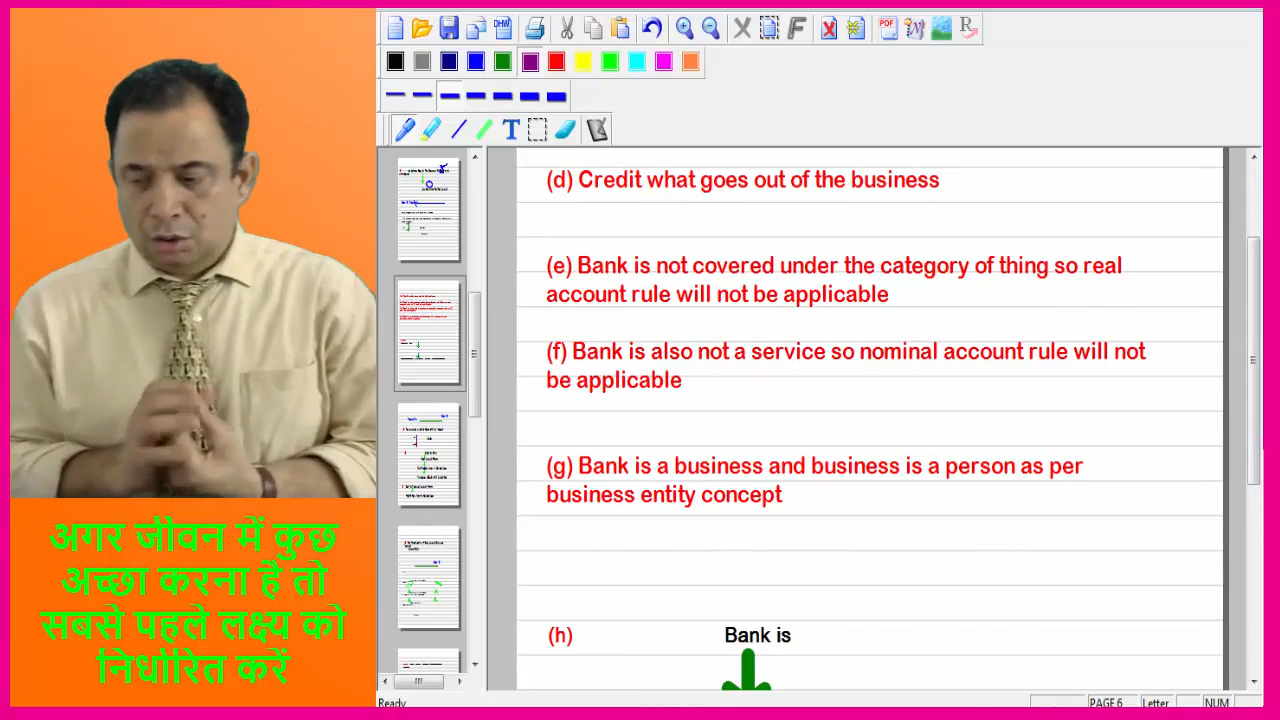 (d) Credit what goes out of the business
(e) Bank is not covered under the category of thing so real
account rule will not be applicable
(f) Bank is also not a service so nominal account rule will not
be applicable
(g) Bank is a business and business is a person as per
business entity concept
(h) Bank is
अगर जीवन में कुछ
अच्छा करना है तो
सबसे पहले लक्ष्य को
निर्धारित करें
Ready
PAGE 6
Letter
NUM
PDF
DHW